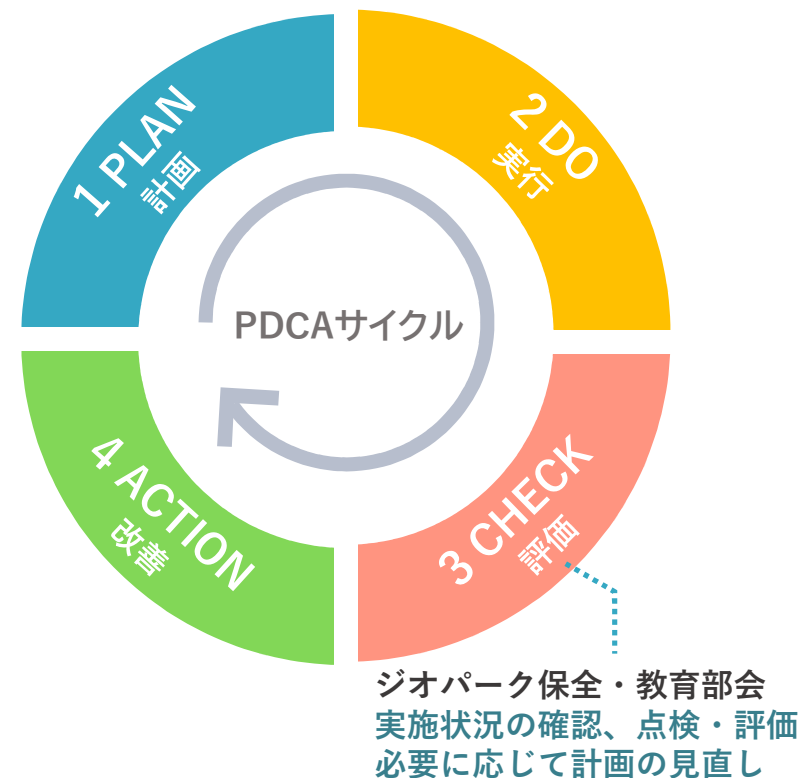 1 PLAN
計画
2 DO
実行
PDCAサイクル
4 ACTION
改善
3 CHECK
評価
ジオパーク保全・教育部会
実施状況の確認、点検・評価
必要に応じて計画の見直し